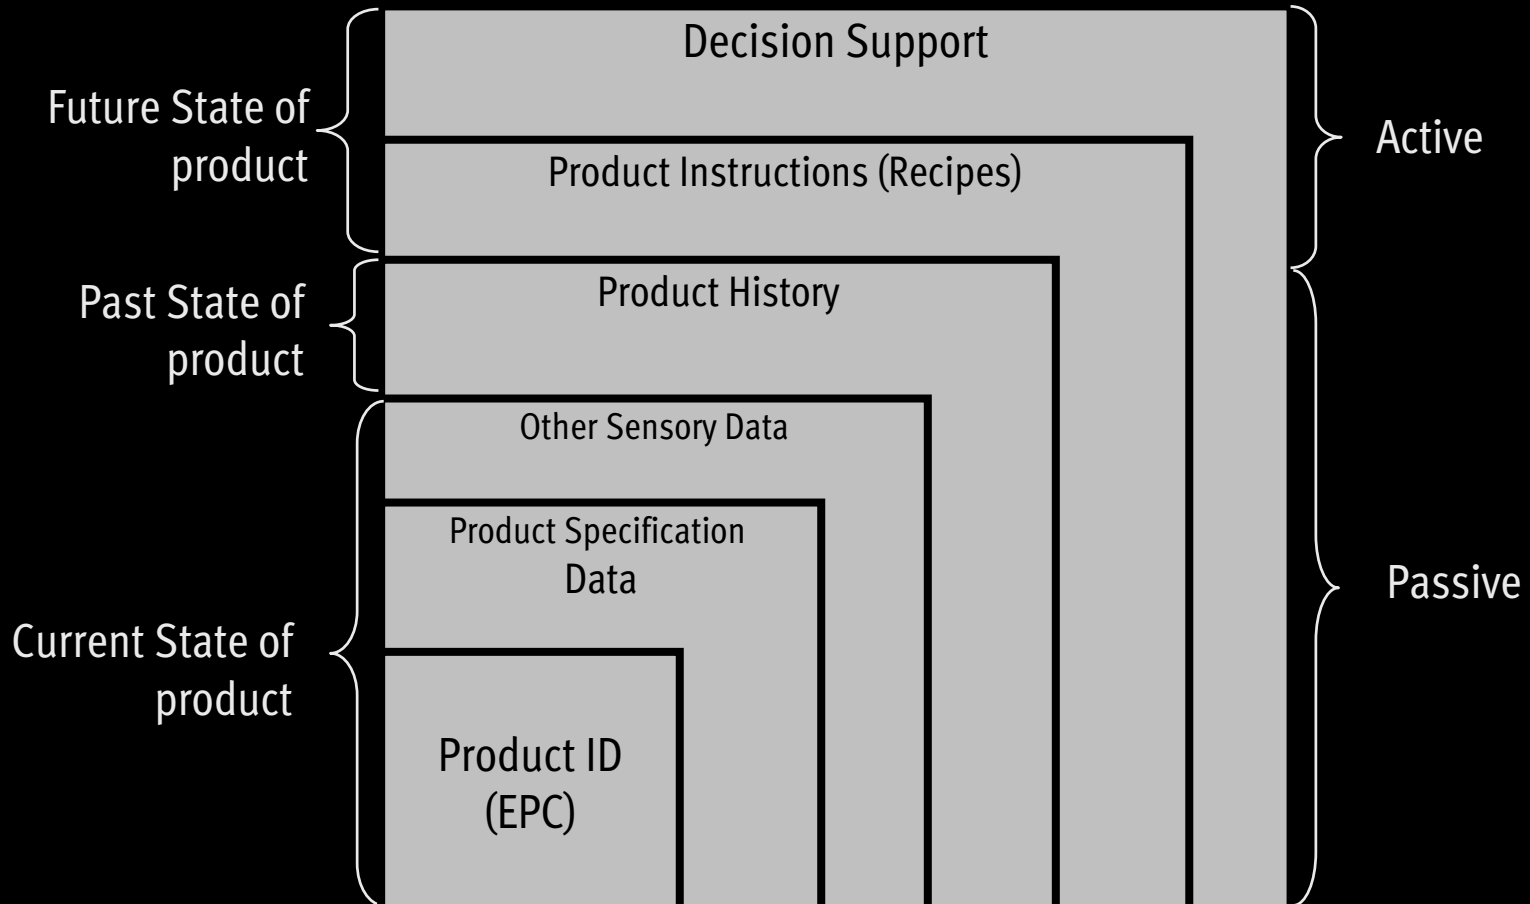 Decision Support
Future State of
product
Active
Product Instructions (Recipes)
Product History
Past State of
product
Other Sensory Data
Product Specification
Data
Passive
Current State of
product
Product ID
(EPC)